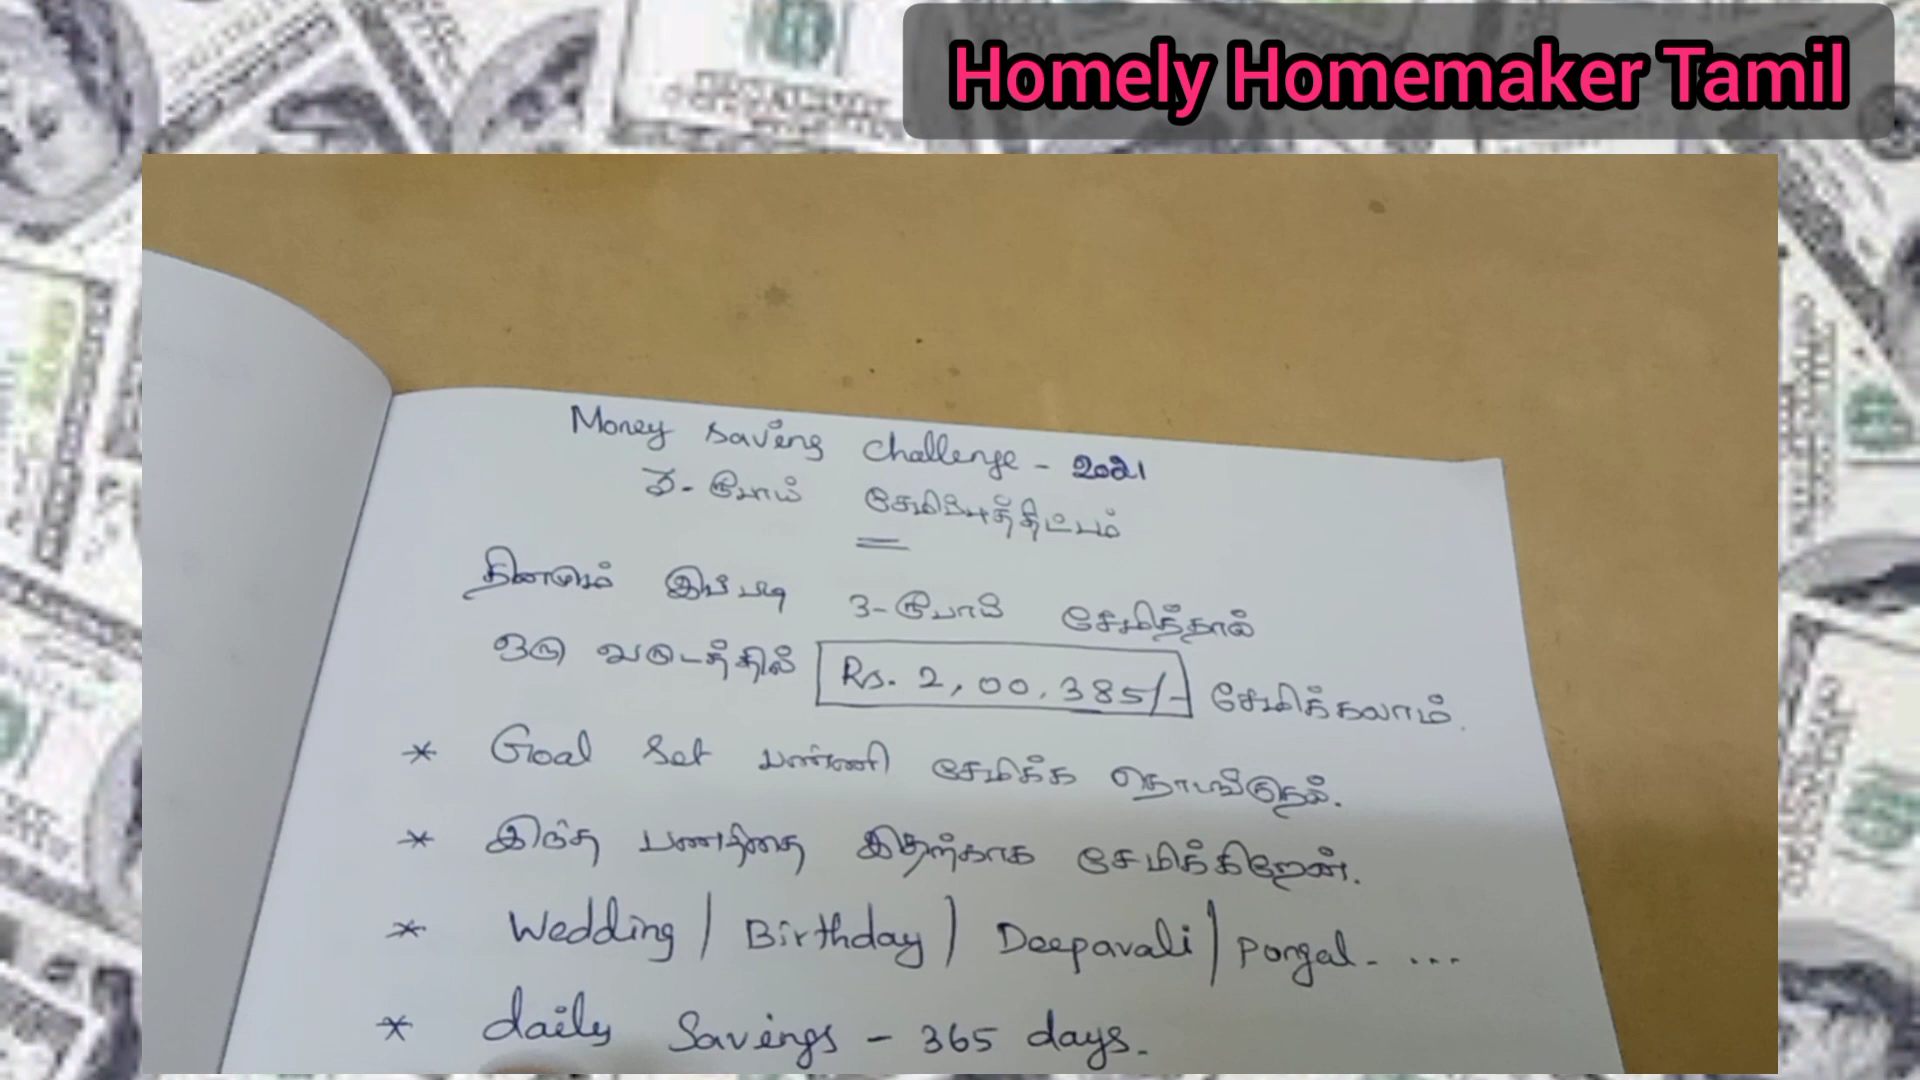 Homely Homemaker Tamil
Money saving challenge - 2021
3-ரூபாய் சேமிப்புத்திட்டம்
தினமும் இப்படி 3-ரூபாய் சேமித்தால்
ஒரு வருடத்தில் Rs. 2,00,385/- சேமிக்கலாம்.
* Goal Set பண்ணி சேமிக்க தொடங்குதல்.
* இந்த பணத்தை இதற்காக சேமிக்கிறேன்.
* Wedding / Birthday / Deepavali / Pongal - ....
* daily Savings - 365 days.